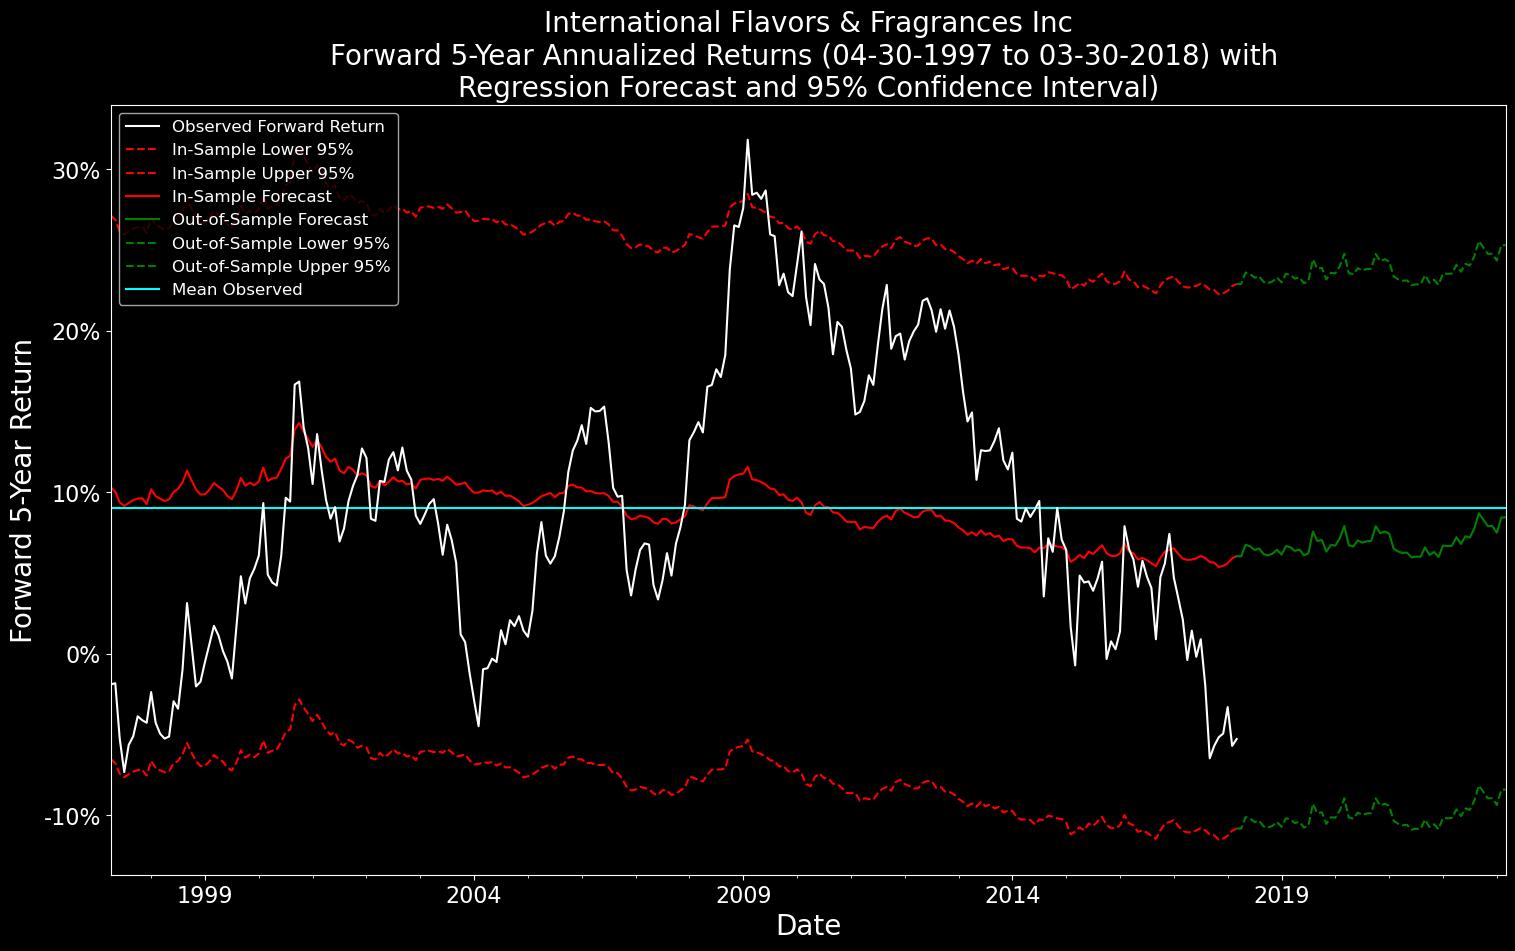 International Flavors & Fragrances Inc
Forward 5-Year Annualized Returns (04-30-1997 to 03-30-2018) with
Regression Forecast and 95% Confidence Interval)
Observed Forward Return
In-Sample Lower 95%
In-Sample Upper 95%
In-Sample Forecast
Out-of-Sample Forecast
Out-of-Sample Lower 95%
Out-of-Sample Upper 95%
Mean Observed
Forward 5-Year Return
30%
20%
10%
0%
-10%
1999
2004
2009
2014
2019
Date